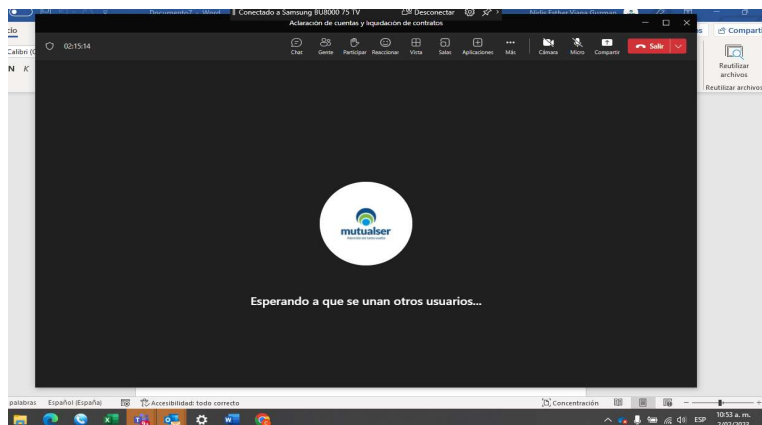 Documento7 - Word
Conectado a Samsung BU8000 75 TV
Desconectar
Aclaración de cuentas y liquidación de contratos
cio
Comparti
02:15:14
Chat
Gente
Participar
Reaccionar
Vista
Salas
Aplicaciones
Más
Cámara
Micro
Compartir
Salir
Calibri (C
N K
Reutilizar
archivos
Reutilizar archivos
mutualser
Esperando a que se unan otros usuarios...
palabras
Español (España)
Accesibilidad: todo correcto
Concentración
ESP
10:53 a. m.